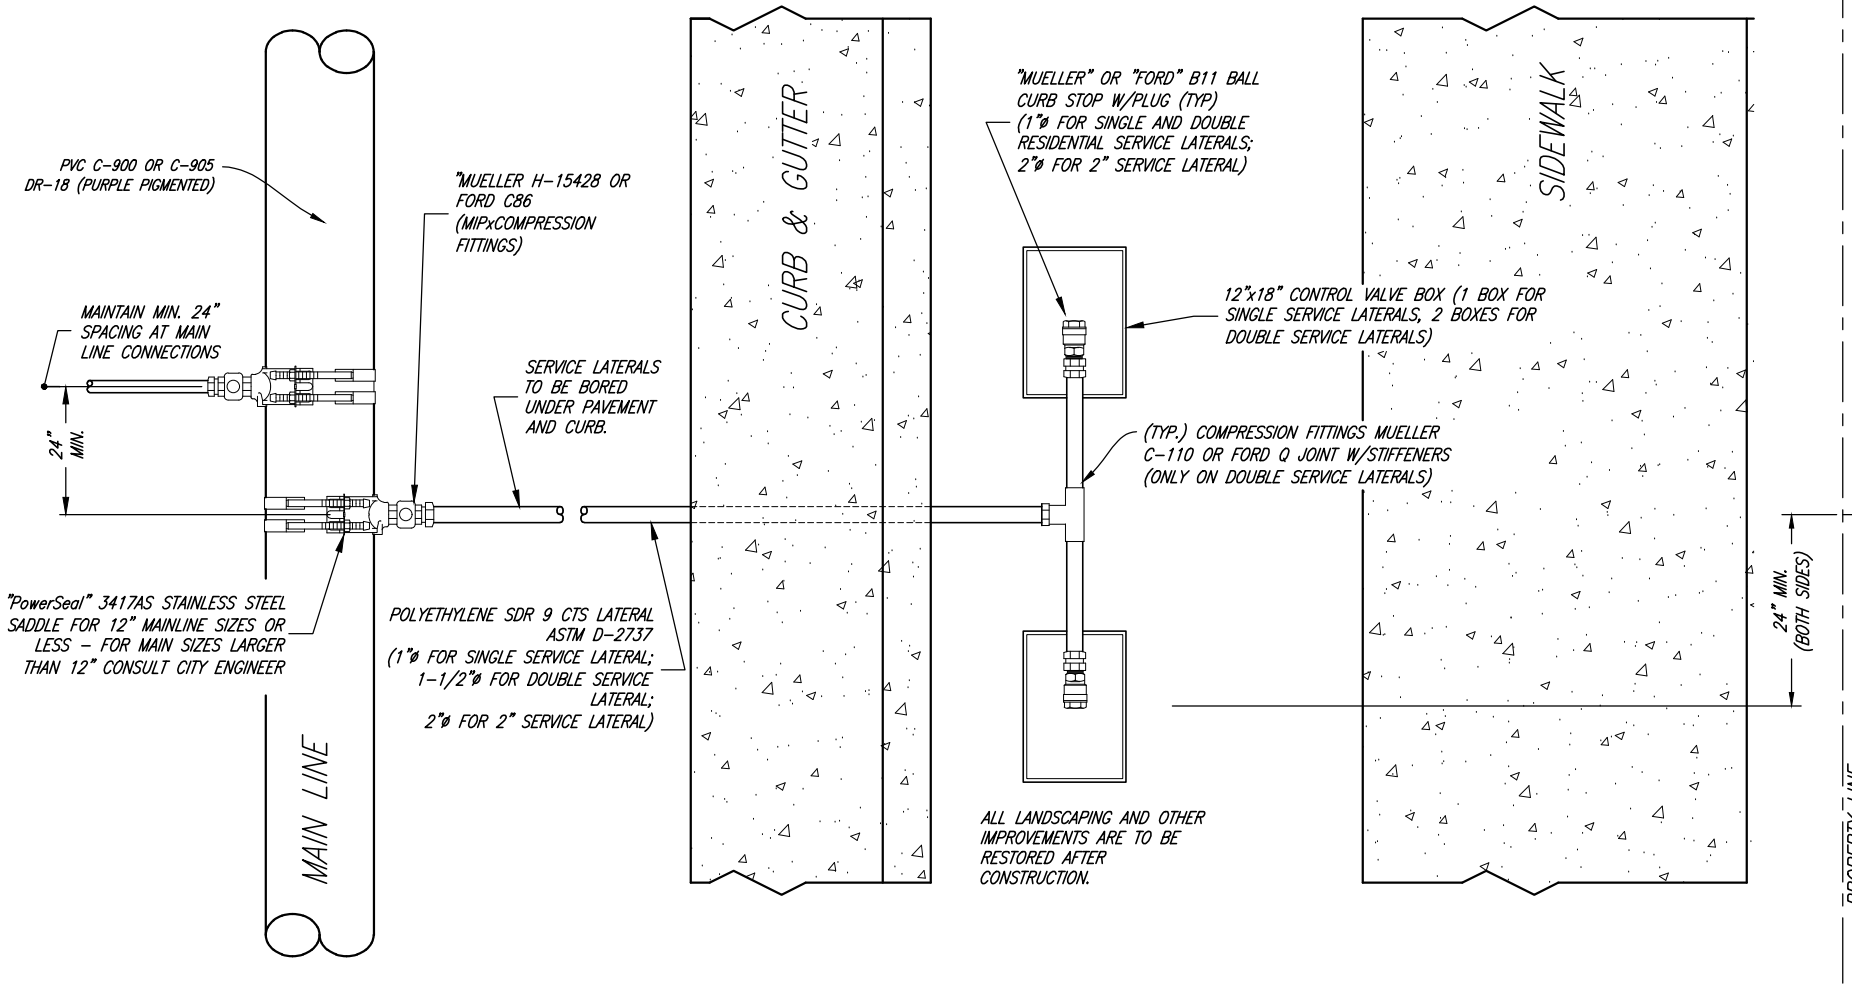 PVC C-900 OR C-905
DR-18 (PURPLE PIGMENTED)
MAINTAIN MIN. 24"
SPACING AT MAIN
LINE CONNECTIONS
24"
MIN.
"PowerSeal" 3417AS STAINLESS STEEL
SADDLE FOR 12" MAINLINE SIZES OR
LESS – FOR MAIN SIZES LARGER
THAN 12" CONSULT CITY ENGINEER
MAIN LINE
"MUELLER H-15428 OR
FORD C86
(MIPxCOMPRESSION
FITTINGS)
SERVICE LATERALS
TO BE BORED
UNDER PAVEMENT
AND CURB.
POLYETHYLENE SDR 9 CTS LATERAL
ASTM D-2737
(1"ø FOR SINGLE SERVICE LATERAL;
1-1/2"ø FOR DOUBLE SERVICE
LATERAL;
2"ø FOR 2" SERVICE LATERAL)
CURB & GUTTER
"MUELLER" OR "FORD" B11 BALL
CURB STOP W/PLUG (TYP)
(1"ø FOR SINGLE AND DOUBLE
RESIDENTIAL SERVICE LATERALS;
2"ø FOR 2" SERVICE LATERAL)
12"x18" CONTROL VALVE BOX (1 BOX FOR
SINGLE SERVICE LATERALS, 2 BOXES FOR
DOUBLE SERVICE LATERALS)
(TYP.) COMPRESSION FITTINGS MUELLER
C-110 OR FORD Q JOINT W/STIFFENERS
(ONLY ON DOUBLE SERVICE LATERALS)
ALL LANDSCAPING AND OTHER
IMPROVEMENTS ARE TO BE
RESTORED AFTER
CONSTRUCTION.
SIDEWALK
24" MIN.
(BOTH SIDES)
PROPERTY LINE